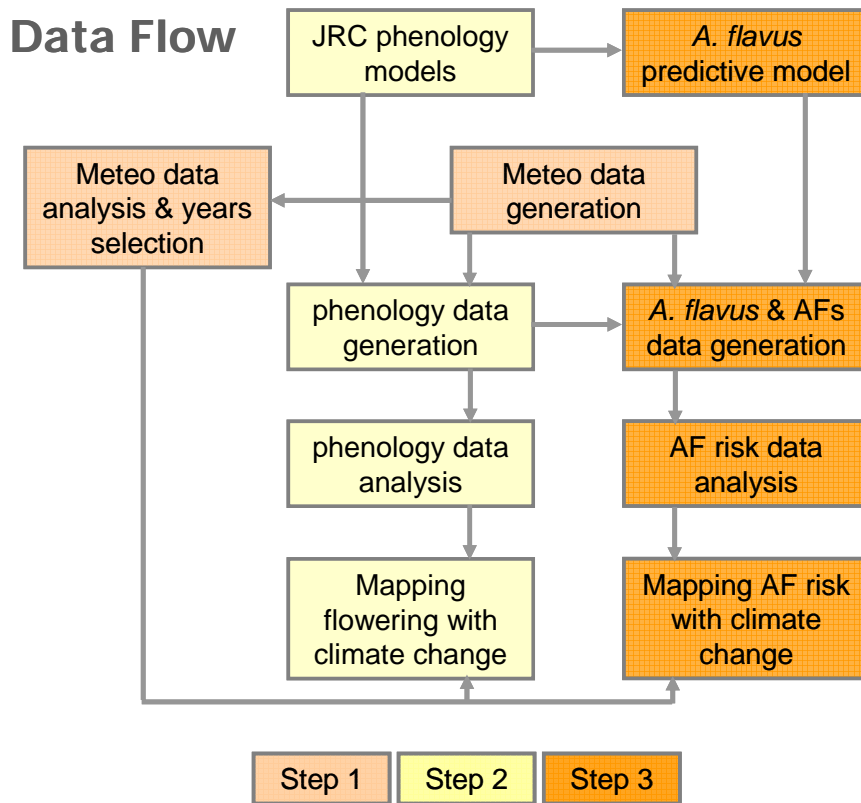 Data Flow
JRC phenology
models
A. flavus
predictive model
Meteo data
analysis & years
selection
Meteo data
generation
phenology data
generation
A. flavus & AFs
data generation
phenology data
analysis
AF risk data
analysis
Mapping
flowering with
climate change
Mapping AF risk
with climate
change
Step 1
Step 2
Step 3